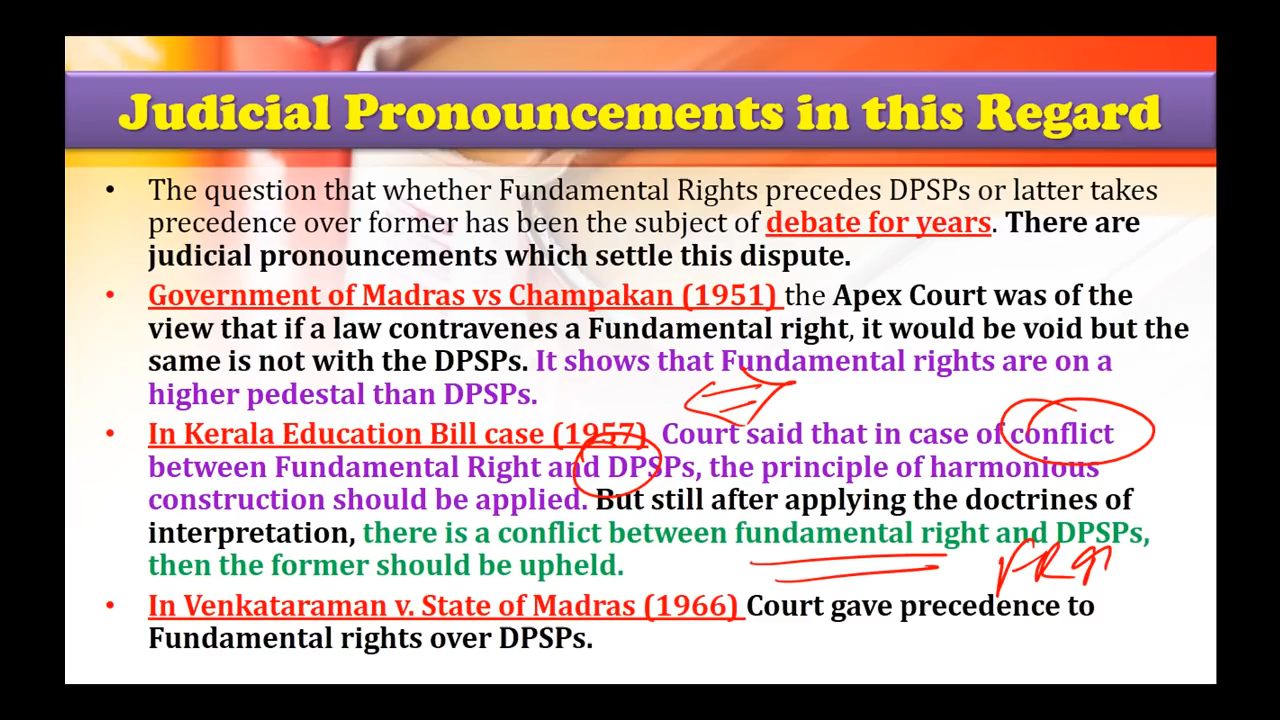 Judicial Pronouncements in this Regard
• The question that whether Fundamental Rights precedes DPSPs or latter takes
precedence over former has been the subject of debate for years. There are
judicial pronouncements which settle this dispute.
• Government of Madras vs Champakan (1951) the Apex Court was of the
view that if a law contravenes a Fundamental right, it would be void but the
same is not with the DPSPs. It shows that Fundamental rights are on a
higher pedestal than DPSPs.
• In Kerala Education Bill case (1957) Court said that in case of conflict
between Fundamental Right and DPSPs, the principle of harmonious
construction should be applied. But still after applying the doctrines of
interpretation, there is a conflict between fundamental right and DPSPs,
then the former should be upheld.
FR
• In Venkataraman v. State of Madras (1966) Court gave precedence to
Fundamental rights over DPSPs.